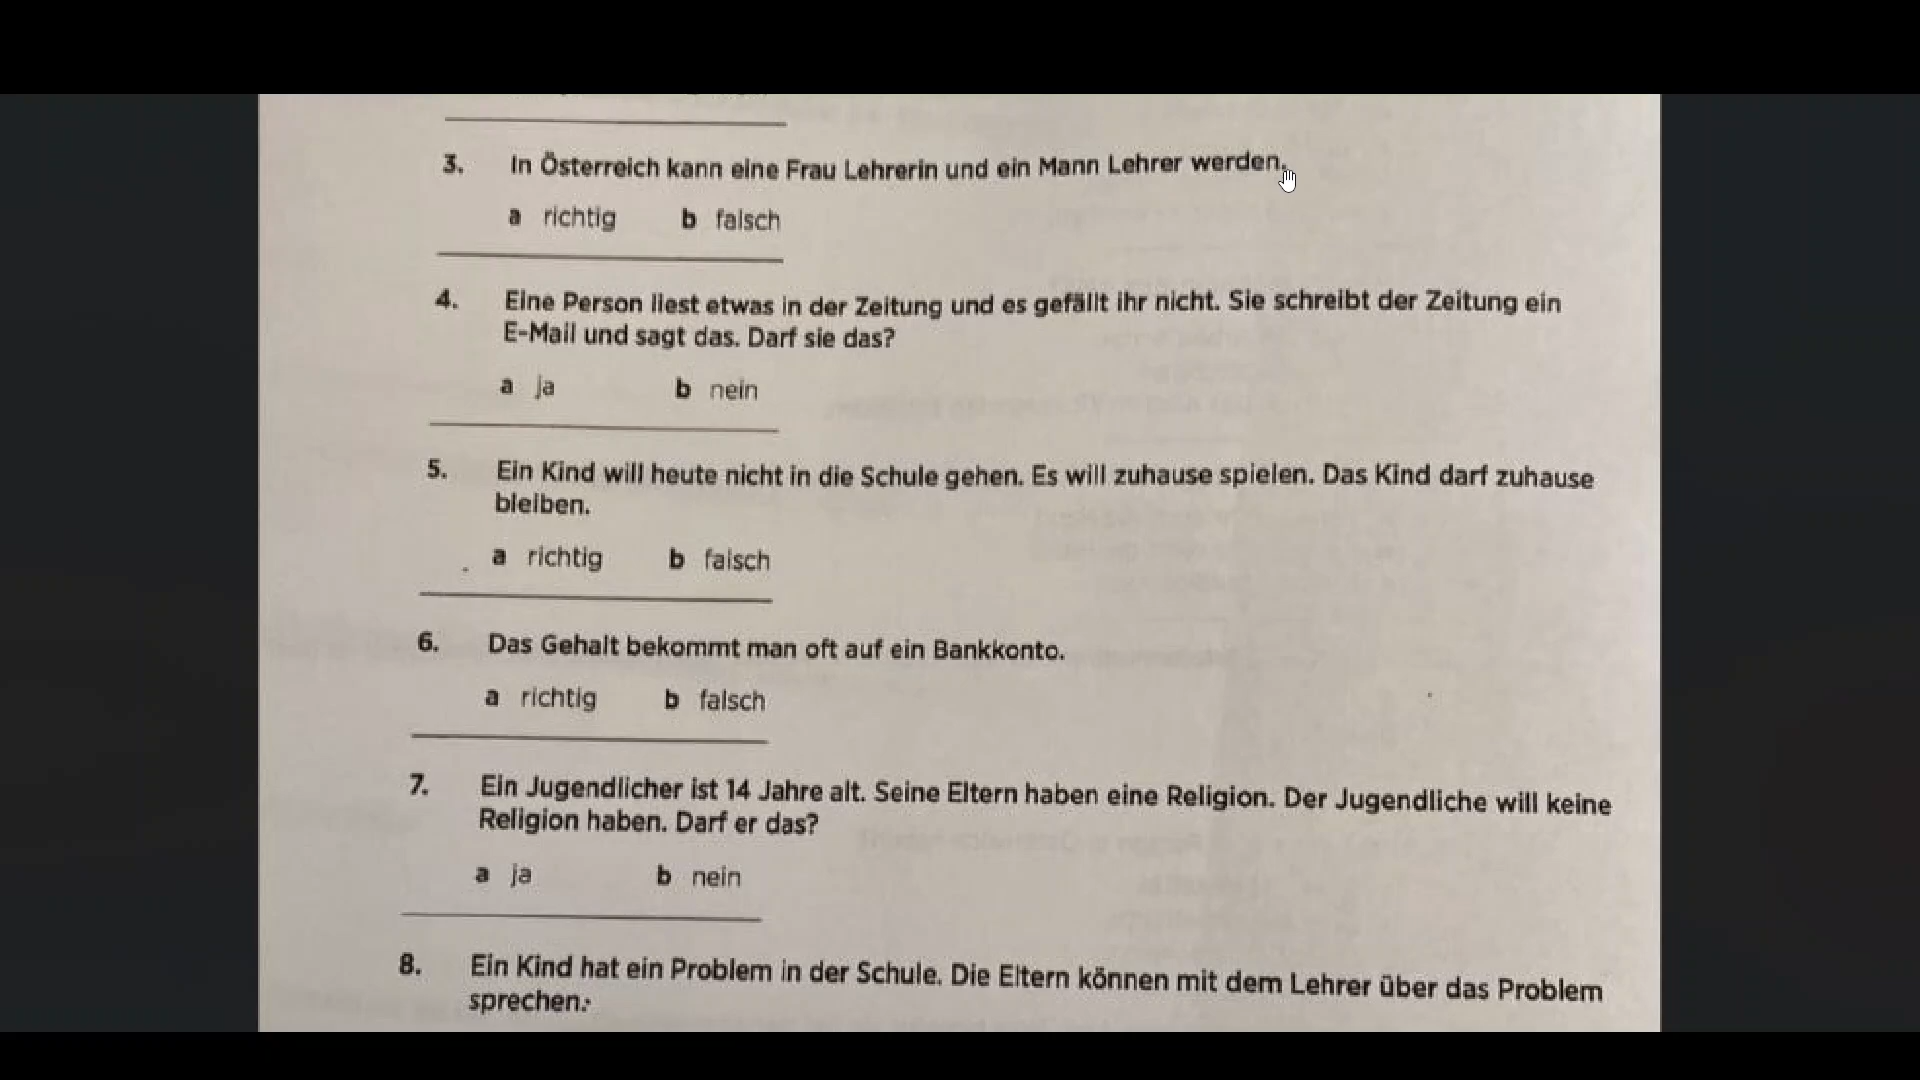 3. In Österreich kann eine Frau Lehrerin und ein Mann Lehrer werden.
a richtig b falsch
4. Eine Person liest etwas in der Zeitung und es gefällt ihr nicht. Sie schreibt der Zeitung ein
E-Mail und sagt das. Darf sie das?
a ja b nein
5. Ein Kind will heute nicht in die Schule gehen. Es will zuhause spielen. Das Kind darf zuhause
bleiben.
a richtig b falsch
6. Das Gehalt bekommt man oft auf ein Bankkonto.
a richtig b falsch
7. Ein Jugendlicher ist 14 Jahre alt. Seine Eltern haben eine Religion. Der Jugendliche will keine
Religion haben. Darf er das?
a ja b nein
8. Ein Kind hat ein Problem in der Schule. Die Eltern können mit dem Lehrer über das Problem
sprechen.